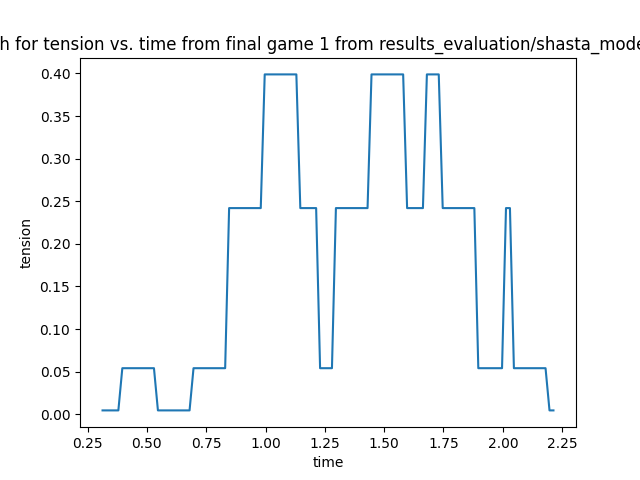 h for tension vs. time from final game 1 from results_evaluation/shasta_mode
0.40
0.35
0.30
0.25
0.20
0.15
0.10
0.05
0.00
tension
0.25 0.50 0.75 1.00 1.25 1.50 1.75 2.00 2.25
time